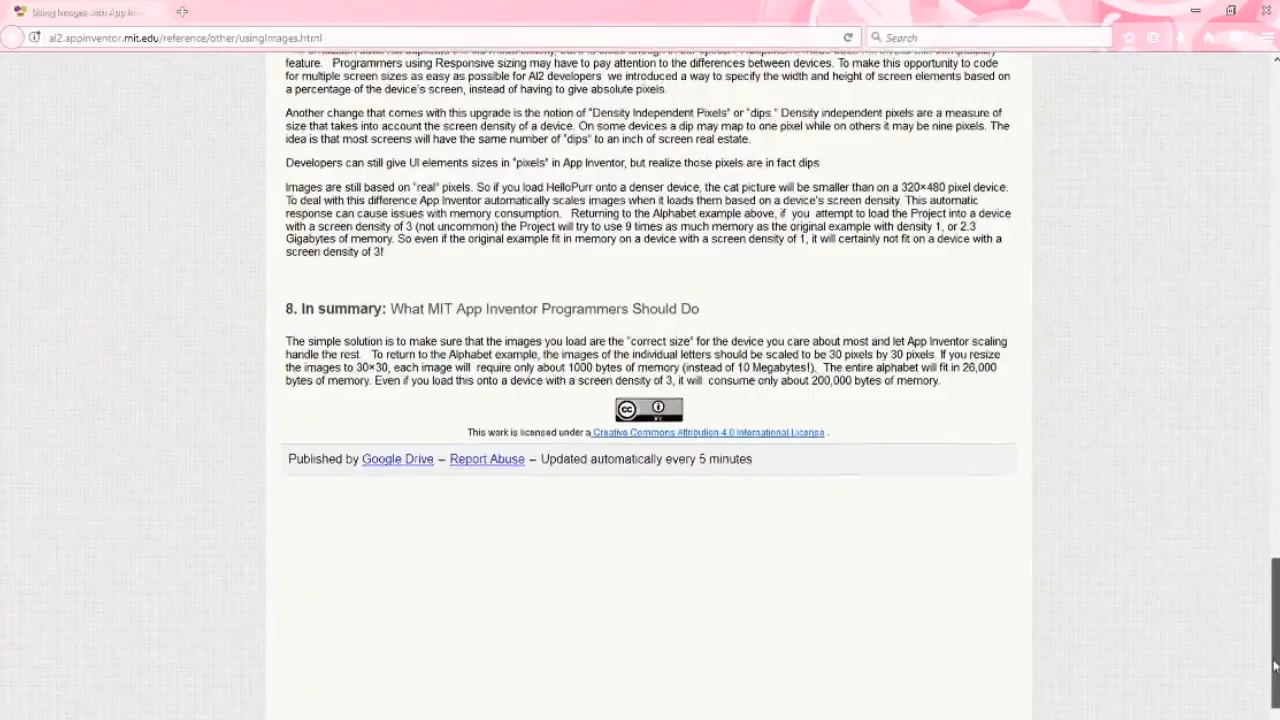 Using Images with App Inv
ai2.appinventor.mit.edu/reference/other/usingImages.html
Search
feature. Programmers using Responsive sizing may have to pay attention to the differences between devices. To make this opportunity to code
for multiple screen sizes as easy as possible for AI2 developers we introduced a way to specify the width and height of screen elements based on
a percentage of the device's screen, instead of having to give absolute pixels.
Another change that comes with this upgrade is the notion of "Density Independent Pixels" or "dips." Density independent pixels are a measure of
size that takes into account the screen density of a device. On some devices a dip may map to one pixel while on others it may be nine pixels. The
idea is that most screens will have the same number of "dips" to an inch of screen real estate.
Developers can still give UI elements sizes in "pixels" in App Inventor, but realize those pixels are in fact dips
Images are still based on "real" pixels. So if you load HelloPurr onto a denser device, the cat picture will be smaller than on a 320×480 pixel device.
To deal with this difference App Inventor automatically scales images when it loads them based on a device's screen density. This automatic
response can cause issues with memory consumption. Returning to the Alphabet example above, if you attempt to load the Project into a device
with a screen density of 3 (not uncommon) the Project will try to use 9 times as much memory as the original example with density 1, or 2.3
Gigabytes of memory. So even if the original example fit in memory on a device with a screen density of 1, it will certainly not fit on a device with a
screen density of 3!
8. In summary: What MIT App Inventor Programmers Should Do
The simple solution is to make sure that the images you load are the "correct size" for the device you care about most and let App Inventor scaling
handle the rest. To return to the Alphabet example, the images of the individual letters should be scaled to be 30 pixels by 30 pixels. If you resize
the images to 30×30, each image will require only about 1000 bytes of memory (instead of 10 Megabytes!). The entire alphabet will fit in 26,000
bytes of memory. Even if you load this onto a device with a screen density of 3, it will consume only about 200,000 bytes of memory.
cc BY
This work is licensed under a Creative Commons Attribution 4.0 International License .
Published by Google Drive – Report Abuse – Updated automatically every 5 minutes